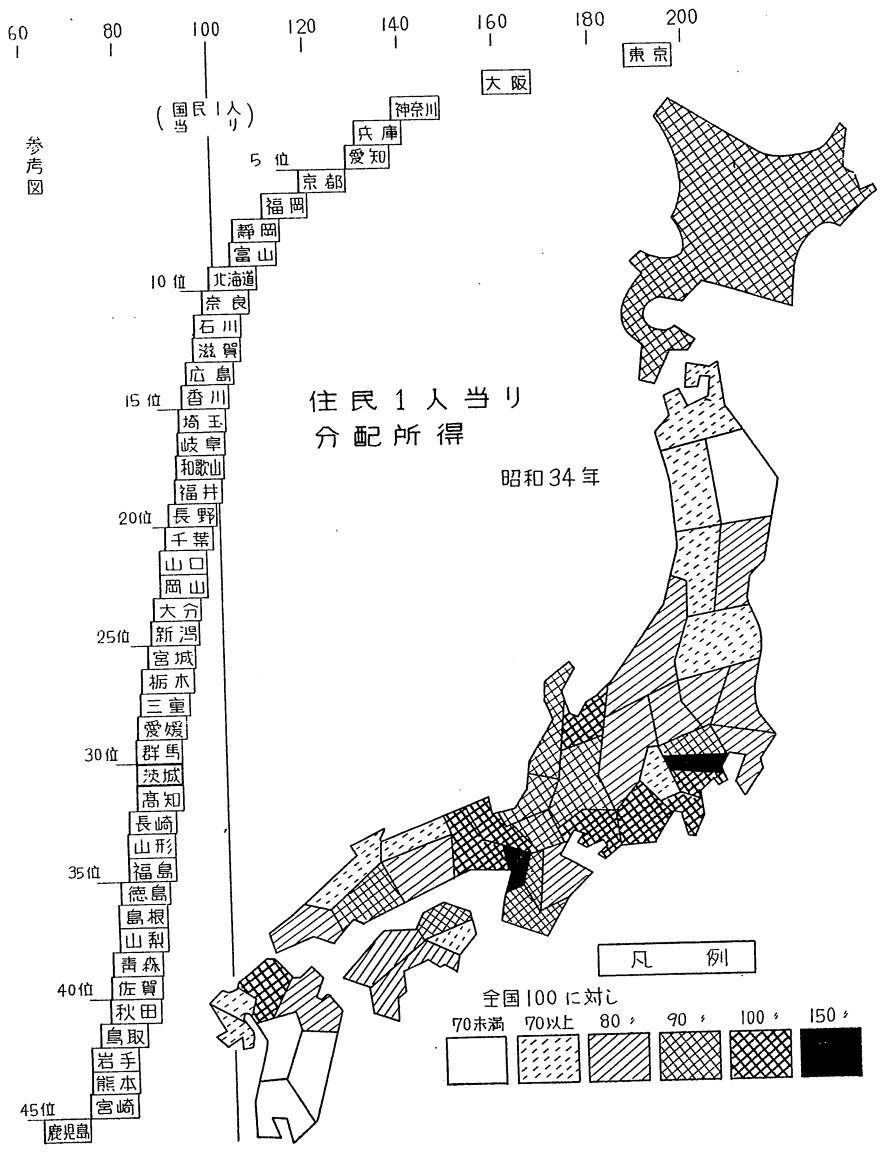 60 80 100 120 140 160 180 200
東京
大阪
(国民1人当り)
神奈川
兵庫
参考図
5位 愛知
京都
福岡
靜岡
富山
10位 北海道
奈良
石川
滋賀
広島
15位 香川
埼玉
岐阜
和歌山
福井
20位 長野
千葉
山口
岡山
大分
25位 新潟
宮城
栃木
三重
愛媛
30位 群馬
茨城
高知
長崎
山形
35位 福島
徳島
島根
山梨
青森
40位 佐賀
秋田
鳥取
岩手
熊本
宮崎
45位
鹿児島
住民1人当り
分配所得
昭和34年
凡例
全国100に対し
70未満 70以上 80〃 90〃 100〃 150〃